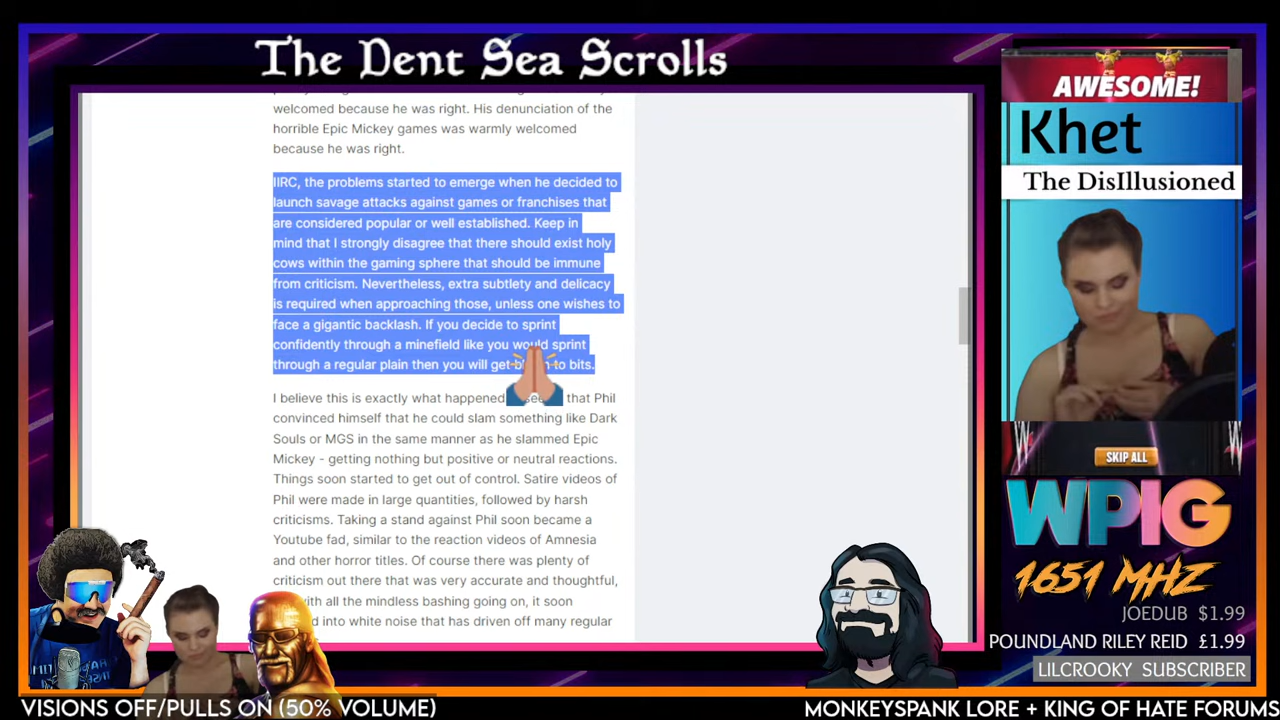 The Dent Sea Scrolls
welcomed because he was right. His denunciation of the
horrible Epic Mickey games was warmly welcomed
because he was right.
IIRC, the problems started to emerge when he decided to
launch savage attacks against games or franchises that
are considered popular or well established. Keep in
mind that I strongly disagree that there should exist holy
cows within the gaming sphere that should be immune
from criticism. Nevertheless, extra subtlety and delicacy
is required when approaching those, unless one wishes to
face a gigantic backlash. If you decide to sprint
confidently through a minefield like you would sprint
through a regular plain then you will get to bits.
I believe this is exactly what happened that Phil
convinced himself that he could slam something like Dark
Souls or MGS in the same manner as he slammed Epic
Mickey - getting nothing but positive or neutral reactions.
Things soon started to get out of control. Satire videos of
Phil were made in large quantities, followed by harsh
criticisms. Taking a stand against Phil soon became a
Youtube fad, similar to the reaction videos of Amnesia
and other horror titles. Of course there was plenty of
criticism out there that was very accurate and thoughtful,
with all the mindless bashing going on, it soon
into white noise that has driven off many regular
AWESOME!
Khet
The DisIllusioned
SKIP ALL
WPIG
1651 MHZ
JOEDUB $1.99
POUNDLAND RILEY REID £1.99
LILCROOKY SUBSCRIBER
VISIONS OFF/PULLS ON (50% VOLUME)
MONKEYSPANK LORE + KING OF HATE FORUMS